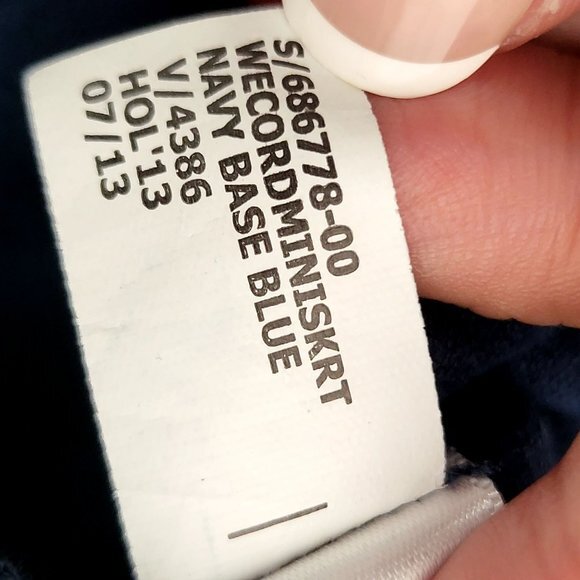 S/686778-00
WECORDMINISKRT
NAVY BASE BLUE
V/4386
HOL'13
07/13